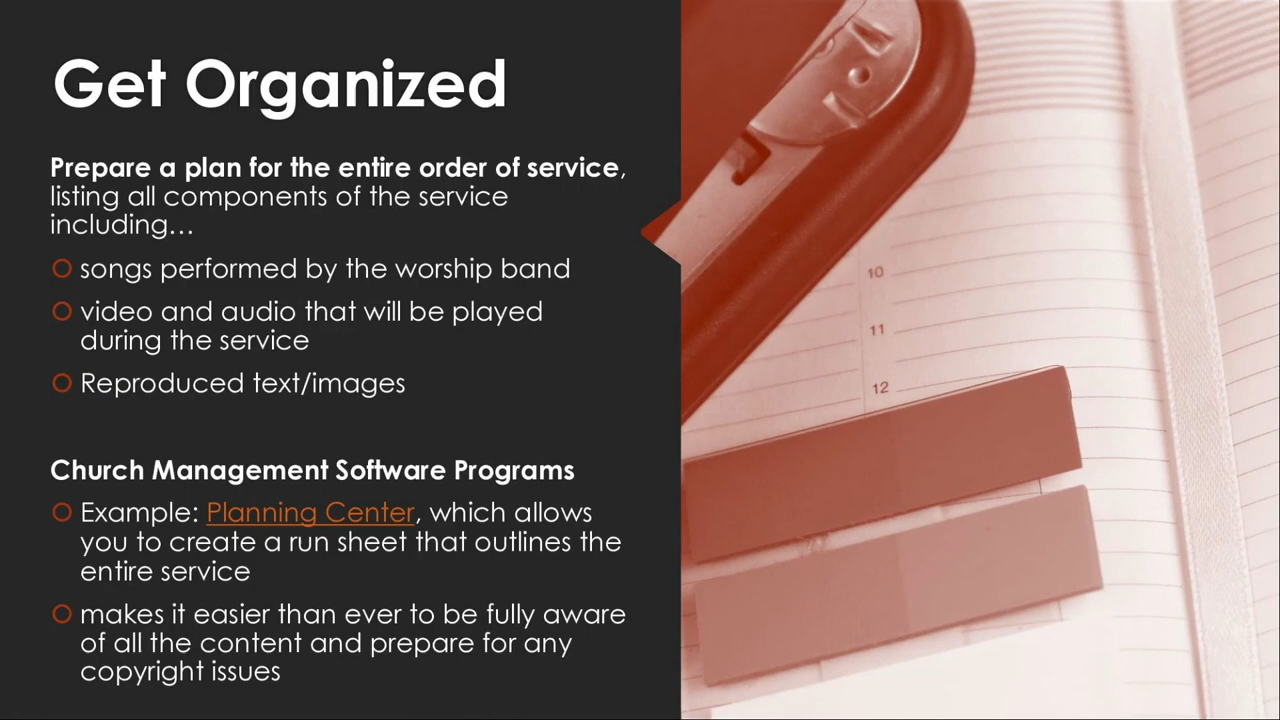 Get Organized
Prepare a plan for the entire order of service,
listing all components of the service
including…
songs performed by the worship band
video and audio that will be played
during the service
Reproduced text/images
Church Management Software Programs
Example: Planning Center, which allows
you to create a run sheet that outlines the
entire service
makes it easier than ever to be fully aware
of all the content and prepare for any
copyright issues
10
11
12